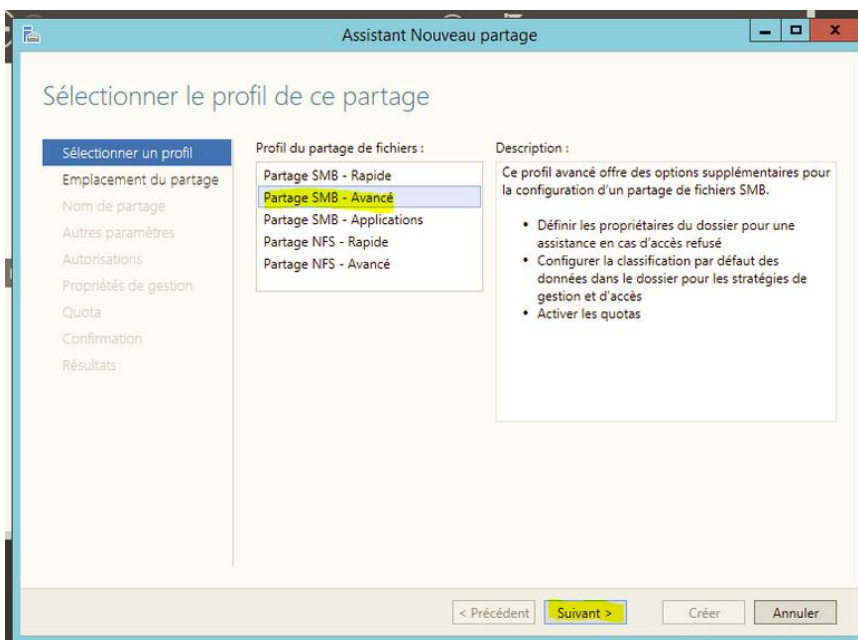 Assistant Nouveau partage
Sélectionner le profil de ce partage
Sélectionner un profil
Emplacement du partage
Nom de partage
Autres paramètres
Autorisations
Propriétés de gestion
Quota
Confirmation
Résultats
Profil du partage de fichiers :
Partage SMB - Rapide
Partage SMB - Avancé
Partage SMB - Applications
Partage NFS - Rapide
Partage NFS - Avancé
Description :
Ce profil avancé offre des options supplémentaires pour
la configuration d'un partage de fichiers SMB.
• Définir les propriétaires du dossier pour une
assistance en cas d'accès refusé
• Configurer la classification par défaut des
données dans le dossier pour les stratégies de
gestion et d'accès
• Activer les quotas
< Précédent
Suivant >
Créer
Annuler